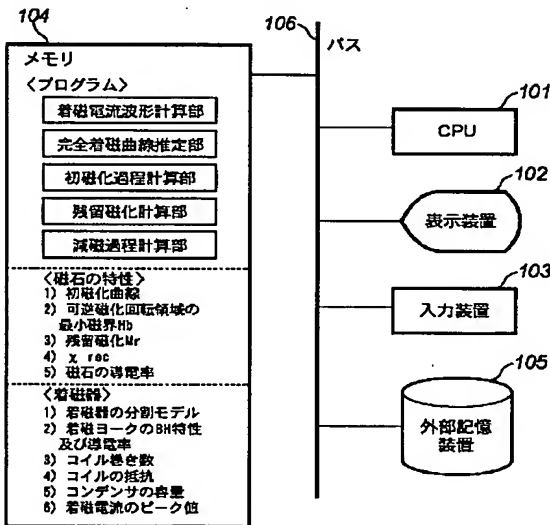 104
メモリ
〈プログラム〉
着磁電流波形計算部
完全着磁曲線推定部
初磁化過程計算部
残留磁化計算部
減磁過程計算部
〈磁石の特性〉
1) 初磁化曲線
2) 可逆磁化回転領域の
最小磁界Hb
3) 残留磁化Mr
4) χ rec
5) 磁石の導電率
〈着磁器〉
1) 着磁器の分割モデル
2) 着磁ヨークのBH特性
及び導電率
3) コイル巻き数
4) コイルの抵抗
5) コンデンサの容量
6) 着磁電流のピーク値
106
バス
101
CPU
102
表示装置
103
入力装置
105
外部記憶
装置